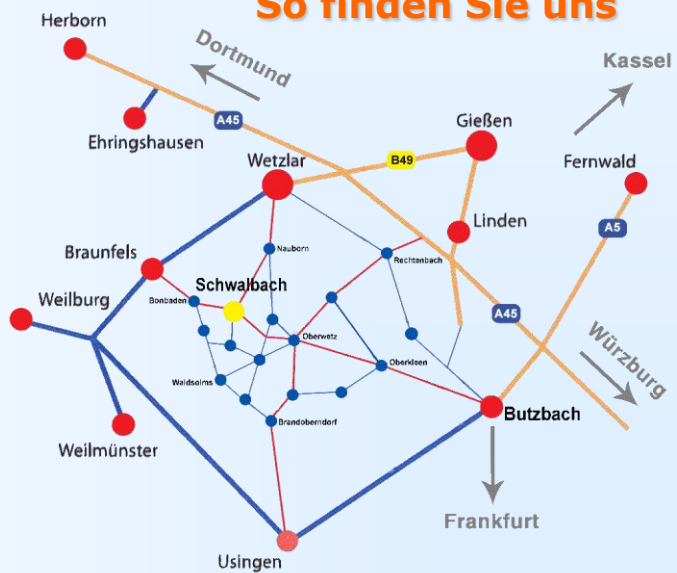 So finden Sie uns
Herborn
Dortmund
Kassel
A45
Gießen
Ehringshausen
B49
Wetzlar
Fernwald
Linden
A5
Braunfels
Nauborn
Rechtenbach
Schwalbach
Weilburg
Bonbaden
A45
Würzburg
Oberwetz
Oberkleen
Waldsolms
Butzbach
Brandoberndorf
Weilmünster
Frankfurt
Usingen